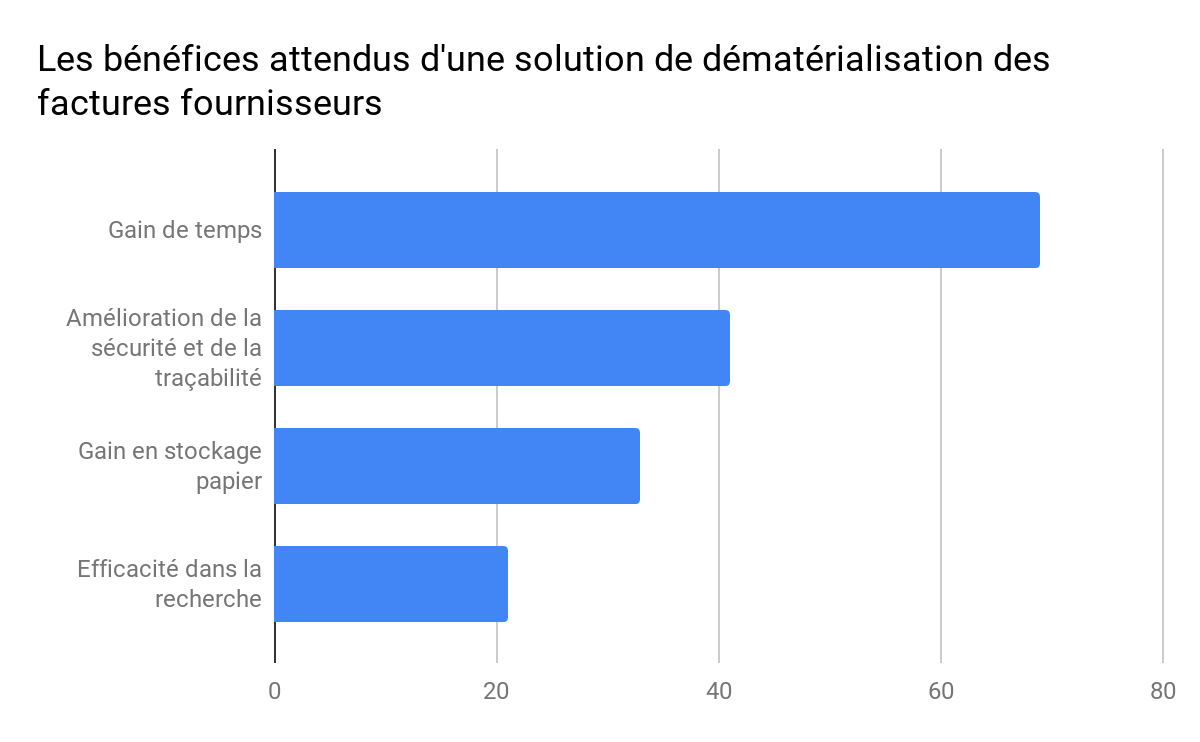 Les bénéfices attendus d'une solution de dématérialisation des
factures fournisseurs
Gain de temps
Amélioration de la
sécurité et de la
traçabilité
Gain en stockage
papier
Efficacité dans la
recherche
0
20
40
60
80